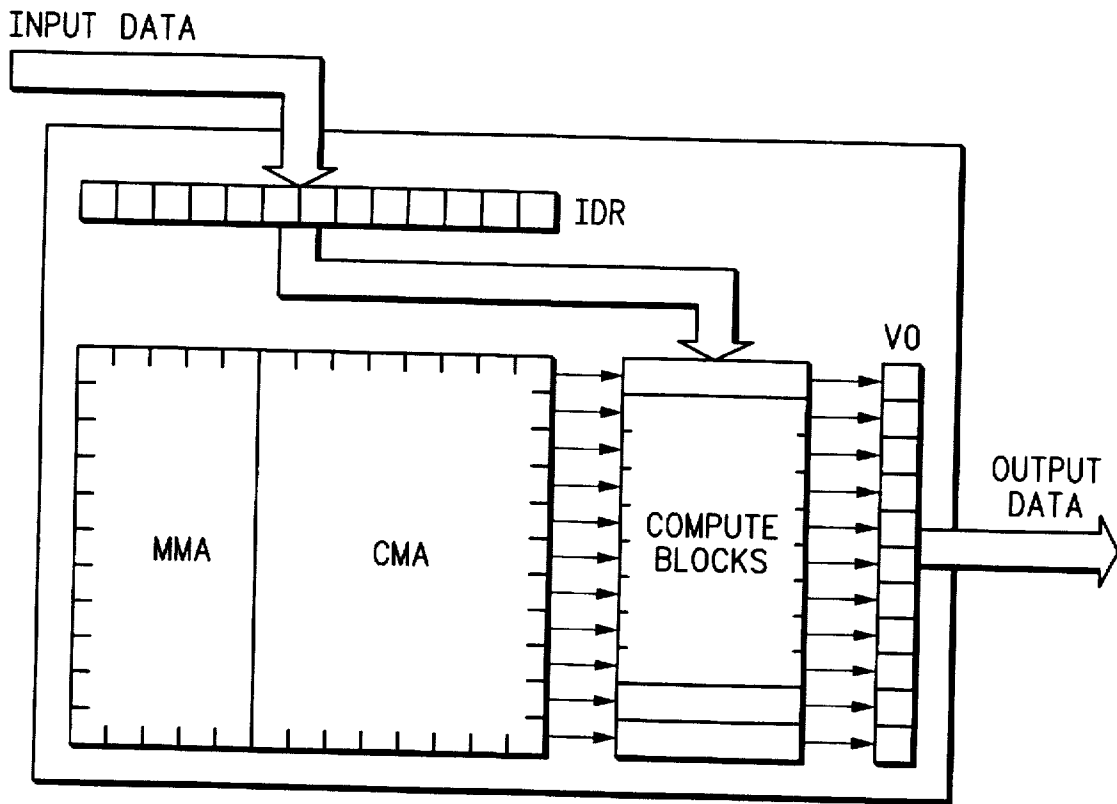 INPUT DATA
IDR
VO
MMA
CMA
COMPUTE
BLOCKS
OUTPUT
DATA